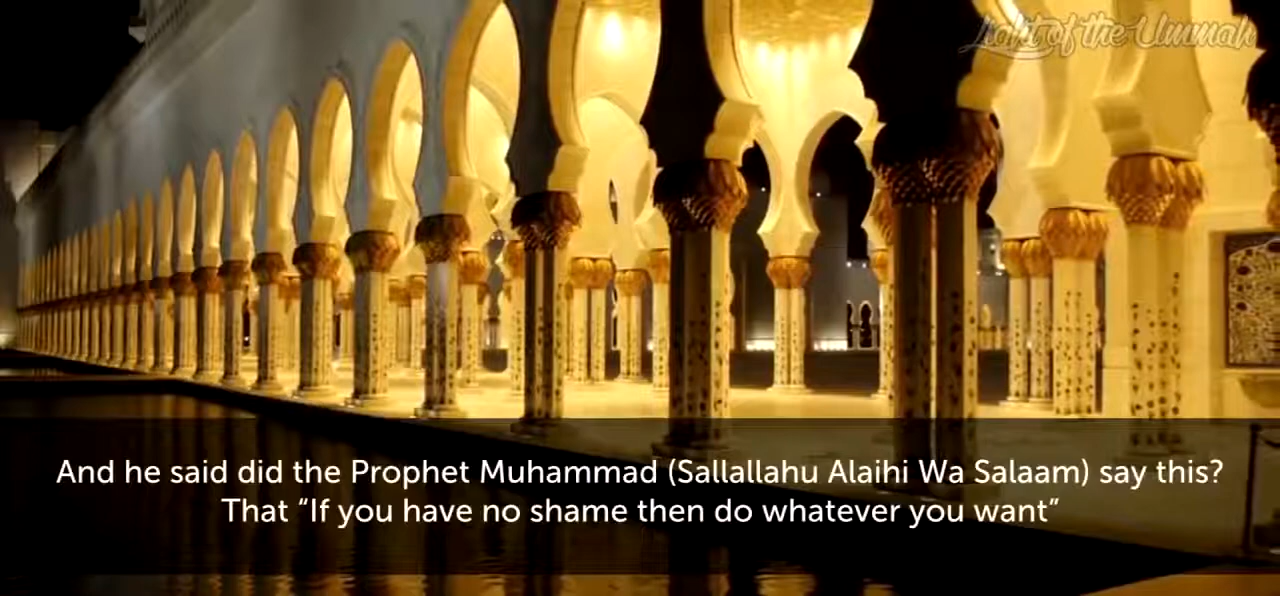 Light of the Ummah
And he said did the Prophet Muhammad (Sallallahu Alaihi Wa Salaam) say this?
That “If you have no shame then do whatever you want”